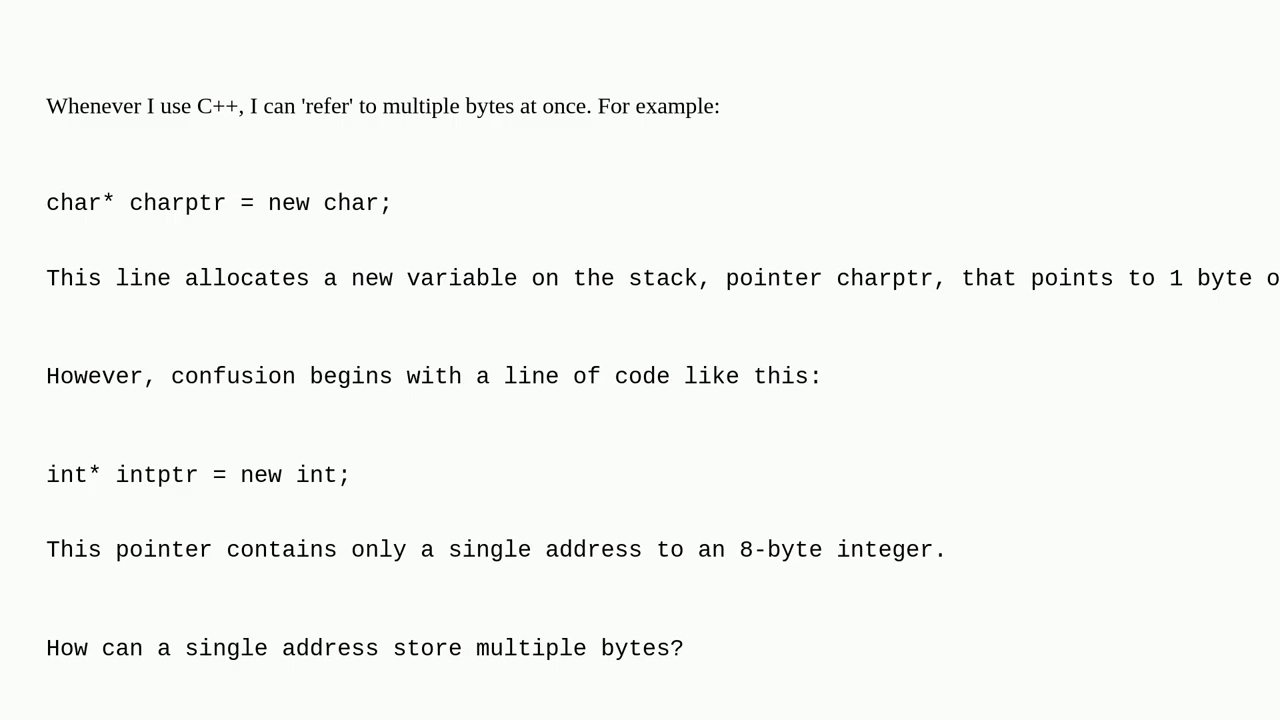 Whenever I use C++, I can 'refer' to multiple bytes at once. For example:
char* charptr = new char;
This line allocates a new variable on the stack, pointer charptr, that points to 1 byte
However, confusion begins with a line of code like this:
int* intptr = new int;
This pointer contains only a single address to an 8-byte integer.
How can a single address store multiple bytes?